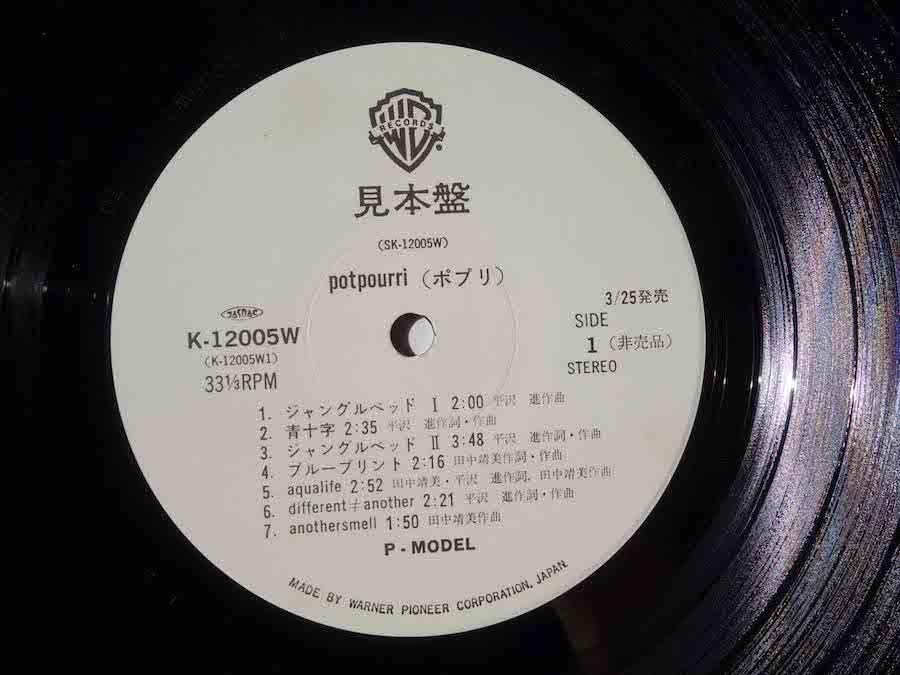 WB
RECORDS
®
見本盤
(SK-12005W)
potpourri (ポプリ)
JASRAC
K-12005W
(K-12005W1)
33⅓RPM
3/25発売
SIDE
1 (非売品)
STEREO
1. ジャングルベッド Ⅰ 2:00 平沢 進作曲
2. 青十字 2:35 平沢 進作詞・作曲
3. ジャングルベッド Ⅱ 3:48 平沢 進作詞・作曲
4. ブループリント 2:16 田中靖美作詞・作曲
5. aqualife 2:52 田中靖美・平沢 進作詞, 田中靖美作曲
6. different≠another 2:21 平沢 進作詞・作曲
7. anothersmell 1:50 田中靖美作曲
P-MODEL
MADE BY WARNER PIONEER CORPORATION, JAPAN.